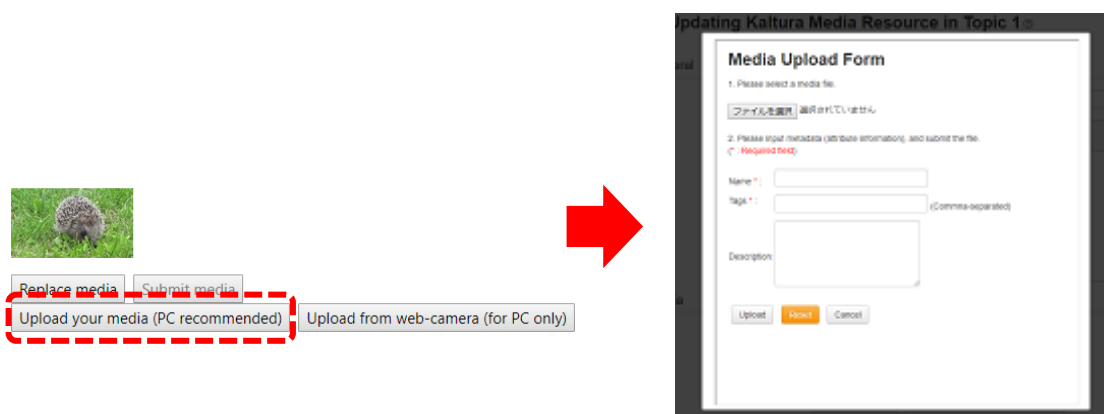 Replace media
Submit media
Upload your media (PC recommended)
Upload from web-camera (for PC only)
Updating Kaltura Media Resource in Topic 1
Media Upload Form
1. Please select a media file.
ファイルを選択 選択されていません
2. Please input metadata (attribute information), and submit the file.
(* : Required field)
Name * :
Tags * :
(Comma-separated)
Description:
Upload
Reset
Cancel